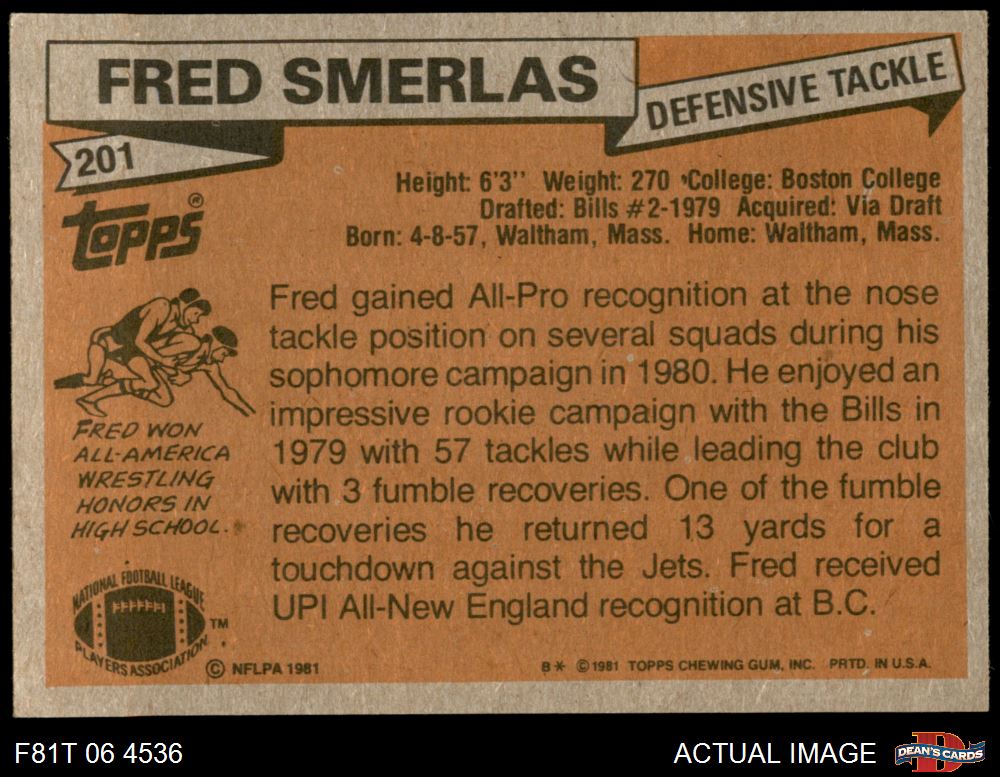 FRED SMERLAS
DEFENSIVE TACKLE
201
TOPPS®
Height: 6'3'' Weight: 270 •College: Boston College
Drafted: Bills #2-1979 Acquired: Via Draft
Born: 4-8-57, Waltham, Mass. Home: Waltham, Mass.
Fred gained All-Pro recognition at the nose
tackle position on several squads during his
sophomore campaign in 1980. He enjoyed an
impressive rookie campaign with the Bills in
1979 with 57 tackles while leading the club
with 3 fumble recoveries. One of the fumble
recoveries he returned 13 yards for a
touchdown against the Jets. Fred received
UPI All-New England recognition at B.C.
FRED WON
ALL-AMERICA
WRESTLING
HONORS IN
HIGH SCHOOL.
NATIONAL FOOTBALL LEAGUE
PLAYERS ASSOCIATION
TM
© NFLPA 1981
B* © 1981 TOPPS CHEWING GUM, INC. PRTD. IN U.S.A.
F81T 06 4536
ACTUAL IMAGE
DEAN'S CARDS